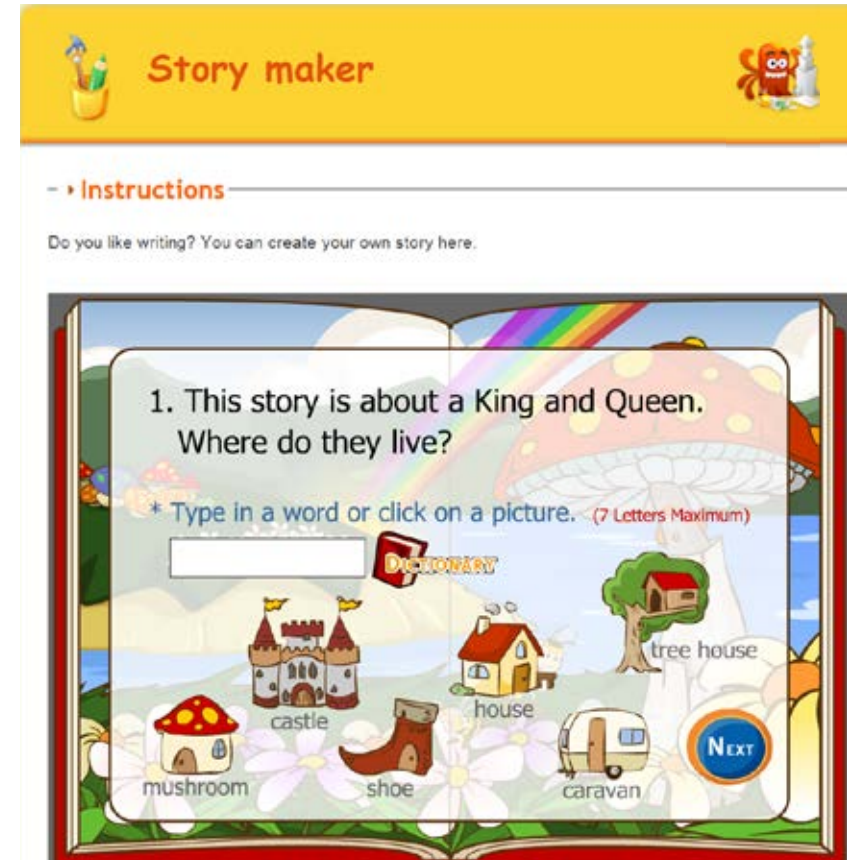 Story maker
Instructions
Do you like writing? You can create your own story here.
1. This story is about a King and Queen.
Where do they live?
* Type in a word or click on a picture. (7 Letters Maximum)
DICTIONARY
tree house
castle
house
mushroom
shoe
caravan
NEXT